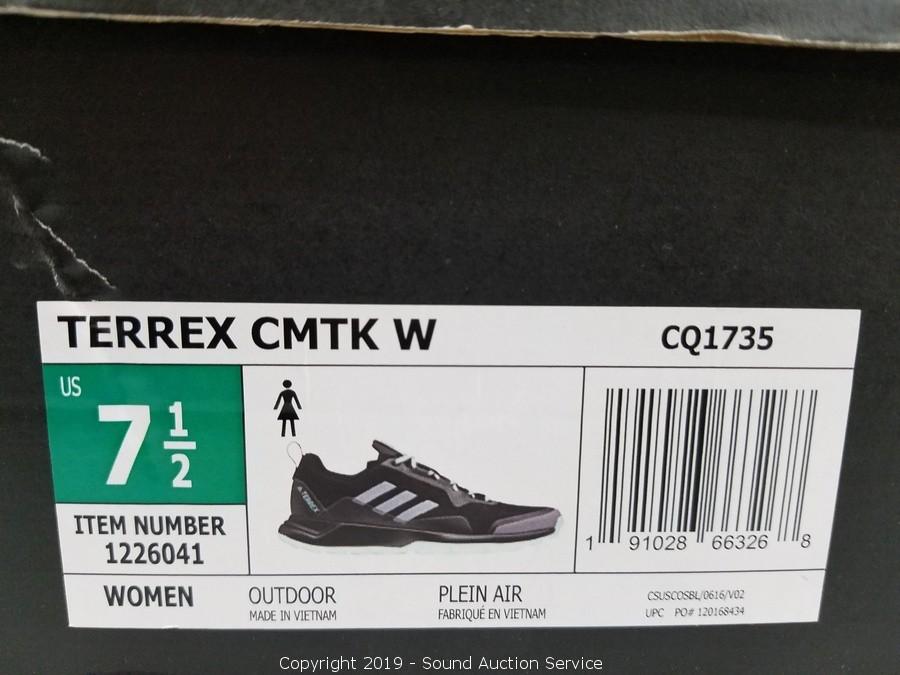 TERREX CMTK W CQ1735
US
7 1/2
TERREX
ITEM NUMBER
1226041
1 91028 66326 8
WOMEN
OUTDOOR
MADE IN VIETNAM
PLEIN AIR
FABRIQUÉ EN VIETNAM
CSUSCOSBL/0616/V02
UPC PO# 120168434
Copyright 2019 - Sound Auction Service